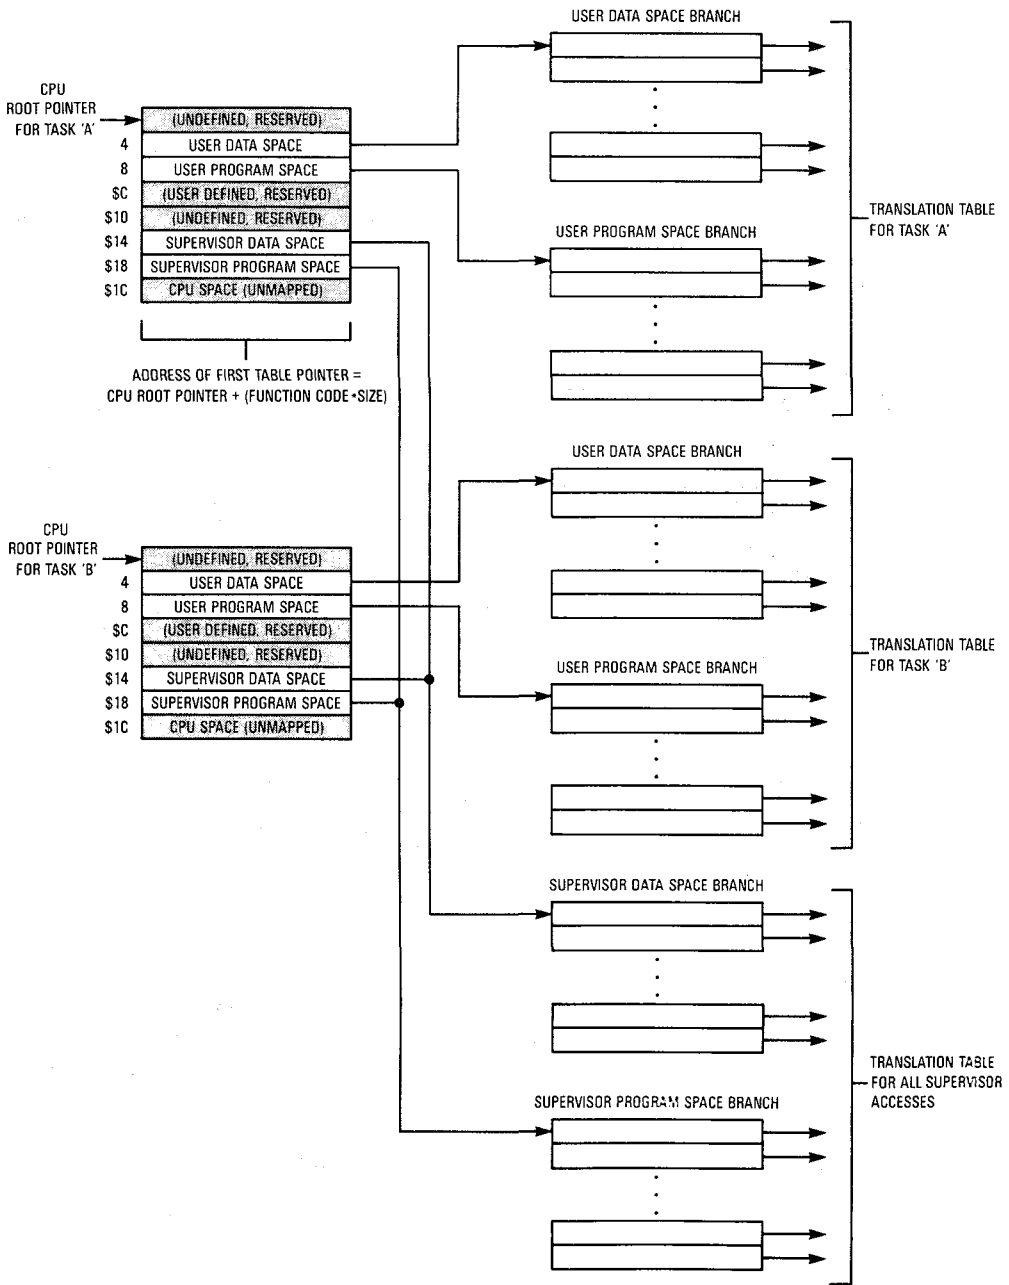 USER DATA SPACE BRANCH
CPU
ROOT POINTER
FOR TASK 'A'
(UNDEFINED, RESERVED)
4 USER DATA SPACE
8 USER PROGRAM SPACE
$C (USER DEFINED, RESERVED)
$10 (UNDEFINED, RESERVED)
$14 SUPERVISOR DATA SPACE
$18 SUPERVISOR PROGRAM SPACE
$1C CPU SPACE (UNMAPPED)
ADDRESS OF FIRST TABLE POINTER =
CPU ROOT POINTER + (FUNCTION CODE*SIZE)
USER PROGRAM SPACE BRANCH
TRANSLATION TABLE
FOR TASK 'A'
USER DATA SPACE BRANCH
CPU
ROOT POINTER
FOR TASK 'B'
(UNDEFINED, RESERVED)
4 USER DATA SPACE
8 USER PROGRAM SPACE
$C (USER DEFINED, RESERVED)
$10 (UNDEFINED, RESERVED)
$14 SUPERVISOR DATA SPACE
$18 SUPERVISOR PROGRAM SPACE
$1C CPU SPACE (UNMAPPED)
USER PROGRAM SPACE BRANCH
TRANSLATION TABLE
FOR TASK 'B'
SUPERVISOR DATA SPACE BRANCH
SUPERVISOR PROGRAM SPACE BRANCH
TRANSLATION TABLE
FOR ALL SUPERVISOR
ACCESSES